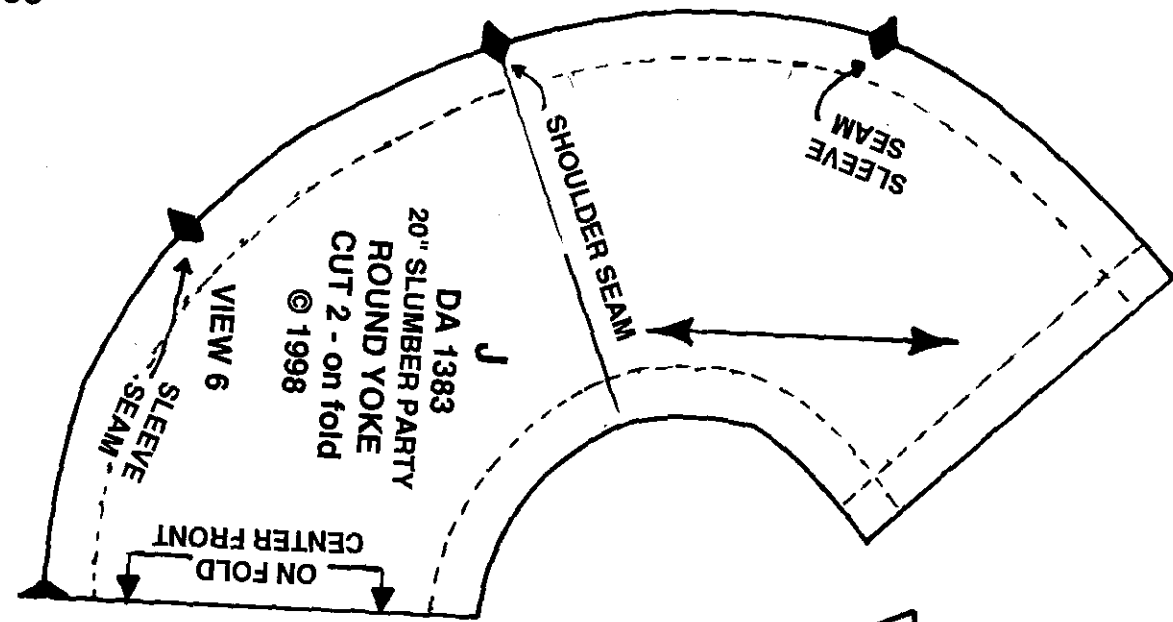 SLEEVE
SEAM
SHOULDER SEAM
J
DA 1383
20" SLUMBER PARTY
ROUND YOKE
CUT 2 - on fold
© 1998
VIEW 6
SLEEVE
SEAM
ON FOLD
CENTER FRONT